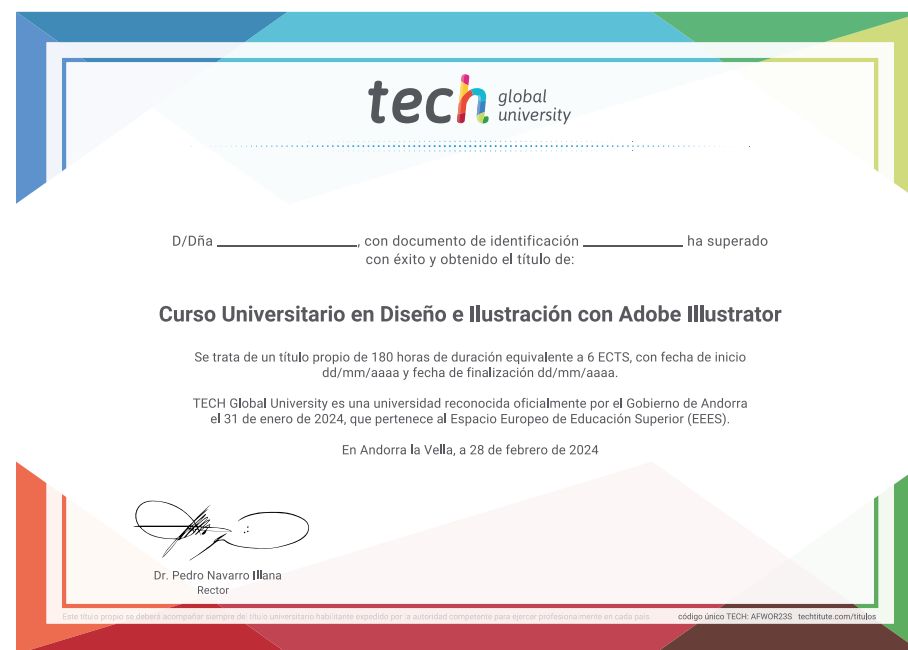 tech global university
D/Dña ____________, con documento de identificación __________ ha superado
con éxito y obtenido el título de:
Curso Universitario en Diseño e Ilustración con Adobe Illustrator
Se trata de un título propio de 180 horas de duración equivalente a 6 ECTS, con fecha de inicio
dd/mm/aaaa y fecha de finalización dd/mm/aaaa.
TECH Global University es una universidad reconocida oficialmente por el Gobierno de Andorra
el 31 de enero de 2024, que pertenece al Espacio Europeo de Educación Superior (EEES).
En Andorra la Vella, a 28 de febrero de 2024
Dr. Pedro Navarro Illana
Rector
Este título propio se deberá acompañar siempre del título universitario habilitante expedido por la autoridad competente para ejercer profesionalmente en cada país. código único TECH: AFWOR23S techtitute.com/titulos